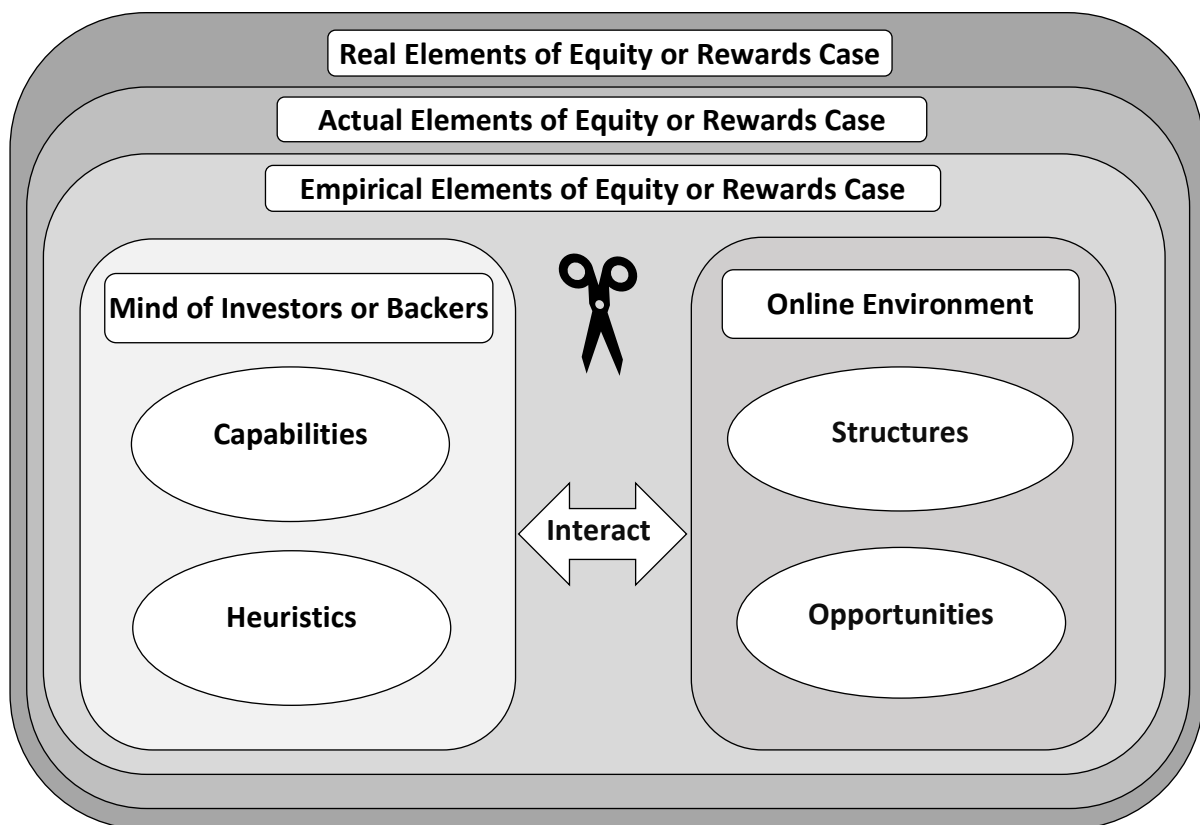 Real Elements of Equity or Rewards Case
Actual Elements of Equity or Rewards Case
Empirical Elements of Equity or Rewards Case
Mind of Investors or Backers
Capabilities
Heuristics
Interact
Online Environment
Structures
Opportunities